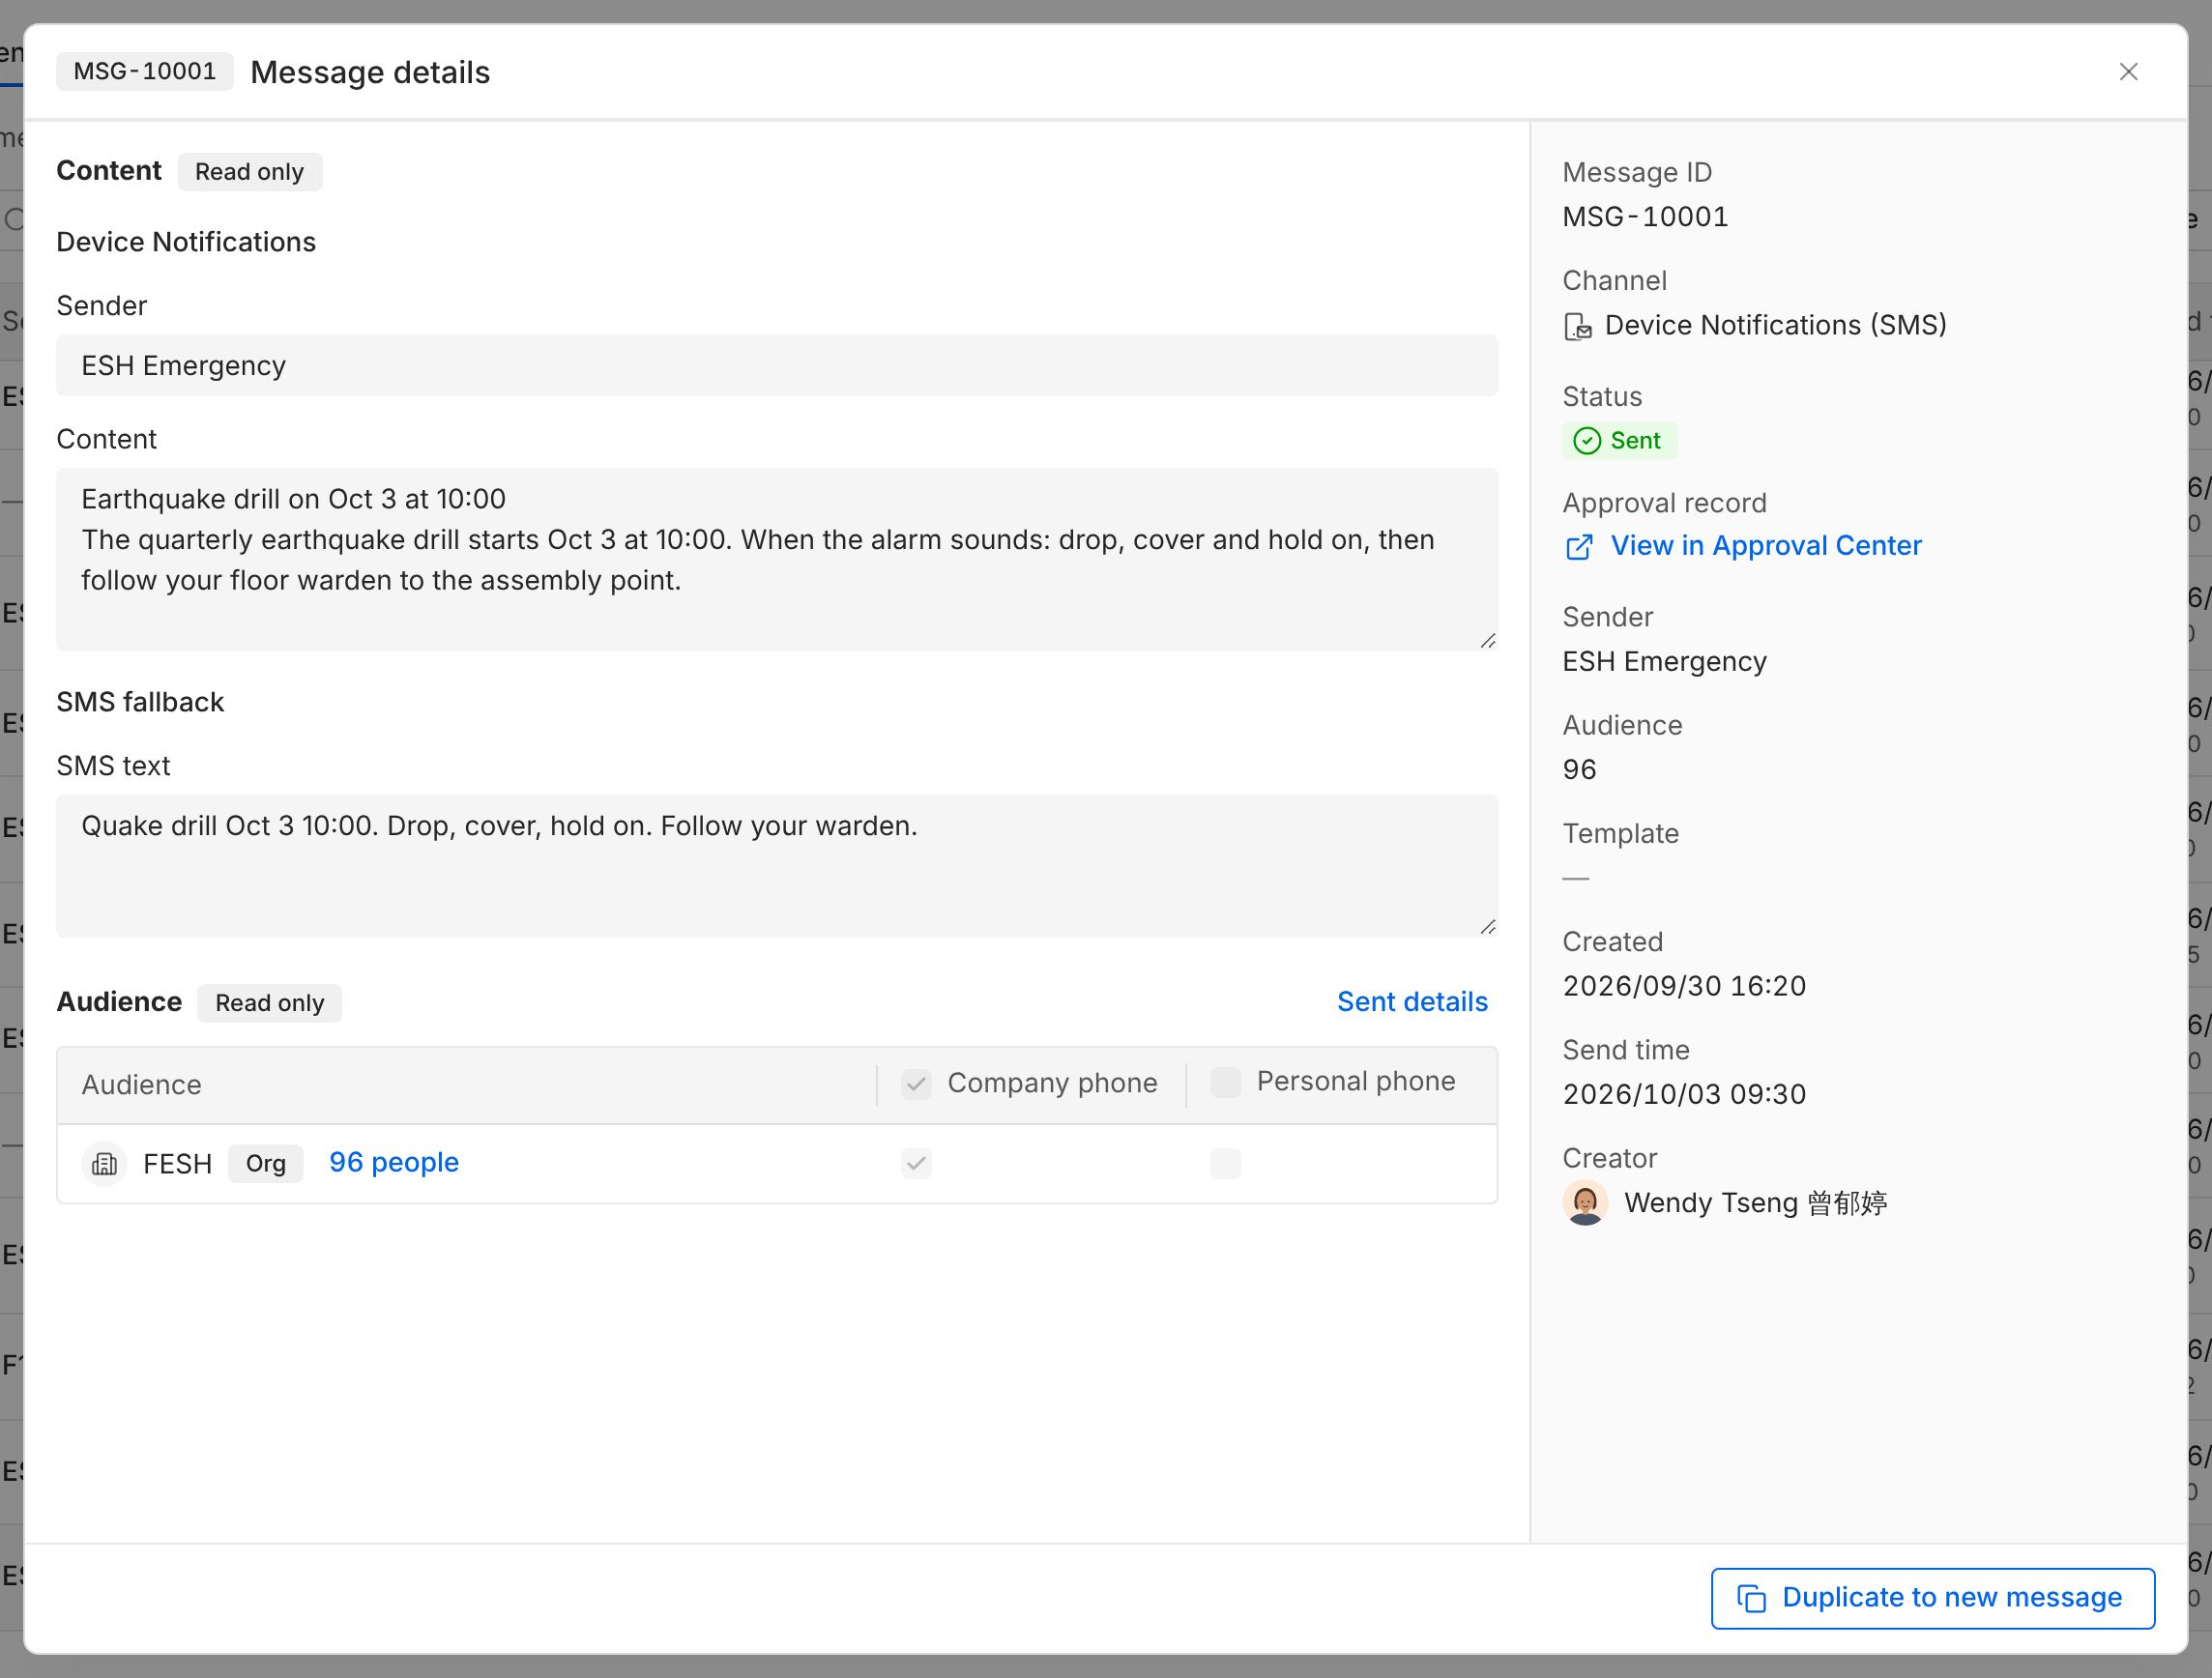 MSG-10001 Message details
Content Read only
Device Notifications
Sender
ESH Emergency
Content
Earthquake drill on Oct 3 at 10:00
The quarterly earthquake drill starts Oct 3 at 10:00. When the alarm sounds: drop, cover and hold on, then
follow your floor warden to the assembly point.
SMS fallback
SMS text
Quake drill Oct 3 10:00. Drop, cover, hold on. Follow your warden.
Audience Read only Sent details
Audience Company phone Personal phone
FESH Org 96 people
Message ID
MSG-10001
Channel
Device Notifications (SMS)
Status
Sent
Approval record
View in Approval Center
Sender
ESH Emergency
Audience
96
Template
—
Created
2026/09/30 16:20
Send time
2026/10/03 09:30
Creator
Wendy Tseng 曾郁婷
Duplicate to new message